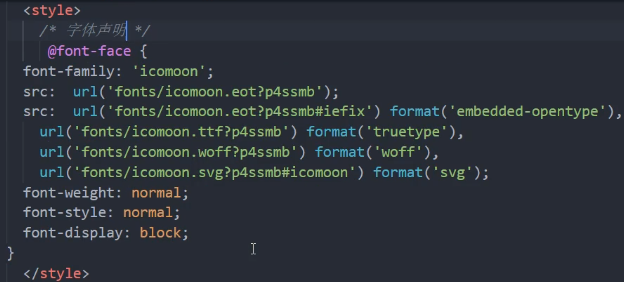 <style>
/* 字体声明 */
@font-face {
font-family: 'icomoon';
src:  url('fonts/icomoon.eot?p4ssmb');
src:  url('fonts/icomoon.eot?p4ssmb#iefix') format('embedded-opentype'),
url('fonts/icomoon.ttf?p4ssmb') format('truetype'),
url('fonts/icomoon.woff?p4ssmb') format('woff'),
url('fonts/icomoon.svg?p4ssmb#icomoon') format('svg');
font-weight: normal;
font-style: normal;
font-display: block;
}
</style>